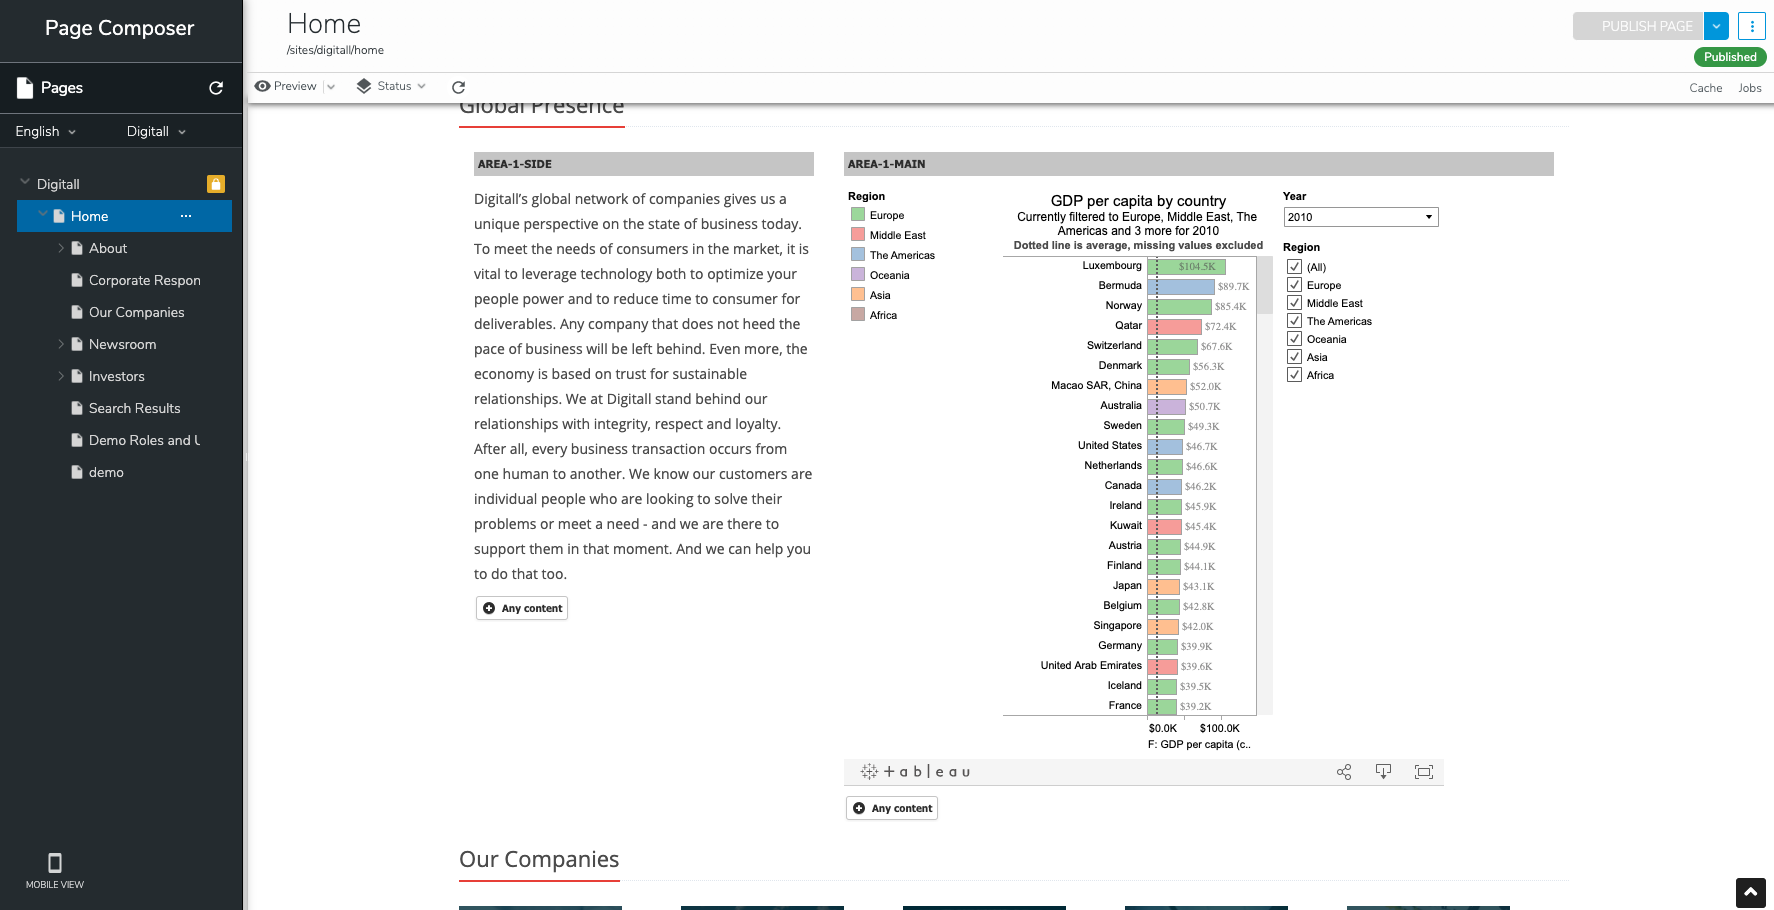 Page Composer
Pages
English
Digitall
Digitall
Home
About
Corporate Respon
Our Companies
Newsroom
Investors
Search Results
Demo Roles and U
demo
MOBILE VIEW
Home
/sites/digitall/home
PUBLISH PAGE
Published
Preview
Status
Cache
Jobs
Global Presence
AREA-1-SIDE
Digitall’s global network of companies gives us a
unique perspective on the state of business today.
To meet the needs of consumers in the market, it is
vital to leverage technology both to optimize your
people power and to reduce time to consumer for
deliverables. Any company that does not heed the
pace of business will be left behind. Even more, the
economy is based on trust for sustainable
relationships. We at Digitall stand behind our
relationships with integrity, respect and loyalty.
After all, every business transaction occurs from
one human to another. We know our customers are
individual people who are looking to solve their
problems or meet a need - and we are there to
support them in that moment. And we can help you
to do that too.
Any content
AREA-1-MAIN
Region
Europe
Middle East
The Americas
Oceania
Asia
Africa
GDP per capita by country
Currently filtered to Europe, Middle East, The
Americas and 3 more for 2010
Dotted line is average, missing values excluded
Luxembourg $104.5K
Bermuda $89.7K
Norway $85.4K
Qatar $72.4K
Switzerland $67.6K
Denmark $56.3K
Macao SAR, China $52.0K
Australia $50.7K
Sweden $49.3K
United States $46.7K
Netherlands $46.6K
Canada $46.2K
Ireland $45.9K
Kuwait $45.4K
Austria $44.9K
Finland $44.1K
Japan $43.1K
Belgium $42.8K
Singapore $42.0K
Germany $39.9K
United Arab Emirates $39.6K
Iceland $39.5K
France $39.2K
$0.0K $100.0K
F: GDP per capita (c..
Year
2010
Region
(All)
Europe
Middle East
The Americas
Oceania
Asia
Africa
+ableau
Any content
Our Companies